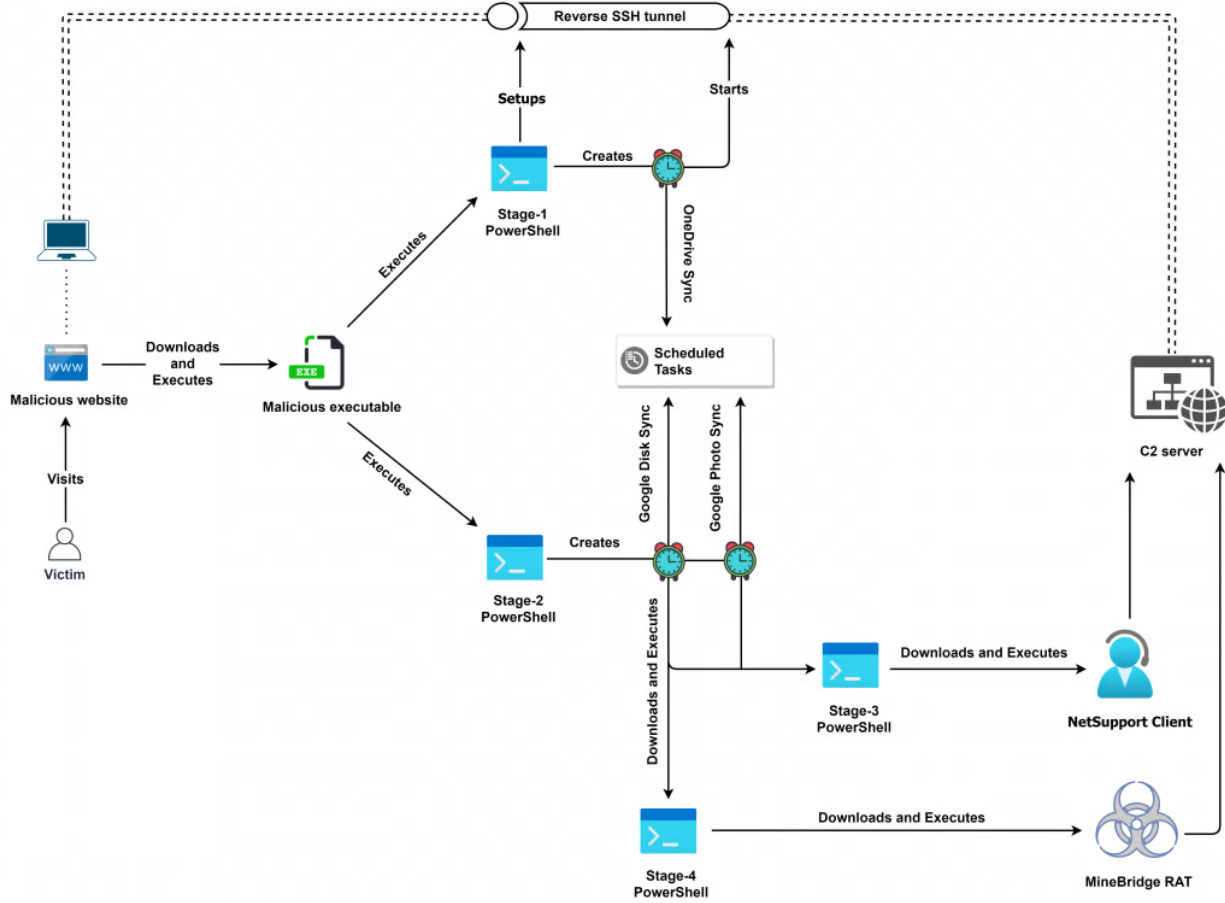 Reverse SSH tunnel
Setups
Starts
Creates
Stage-1
PowerShell
OneDrive Sync
Executes
Scheduled
Tasks
WWW
Malicious website
Downloads
and
Executes
EXE
Malicious executable
C2 server
Visits
Victim
Executes
Google Disk Sync
Google Photo Sync
Creates
Stage-2
PowerShell
Downloads and Executes
Stage-3
PowerShell
Downloads and Executes
NetSupport Client
Stage-4
PowerShell
Downloads and Executes
MineBridge RAT